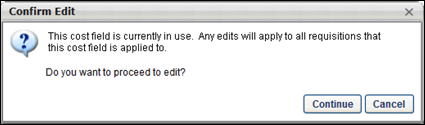 Confirm Edit
This cost field is currently in use.  Any edits will apply to all requisitions that
this cost field is applied to.
Do you want to proceed to edit?
Continue Cancel